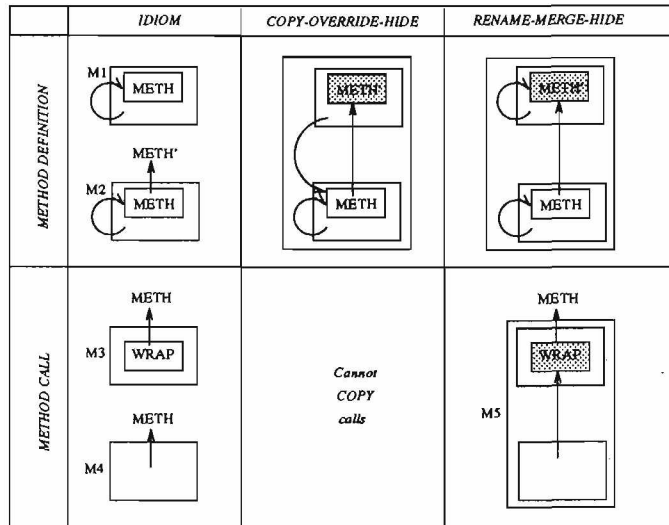 IDIOM COPY-OVERRIDE-HIDE RENAME-MERGE-HIDE
METHOD DEFINITION
M1
METH
METH'
M2
METH
METH'
METH
METH'
METH
METHOD CALL
METH
M3
WRAP
METH
M4
Cannot
COPY
calls
METH
WRAP
M5